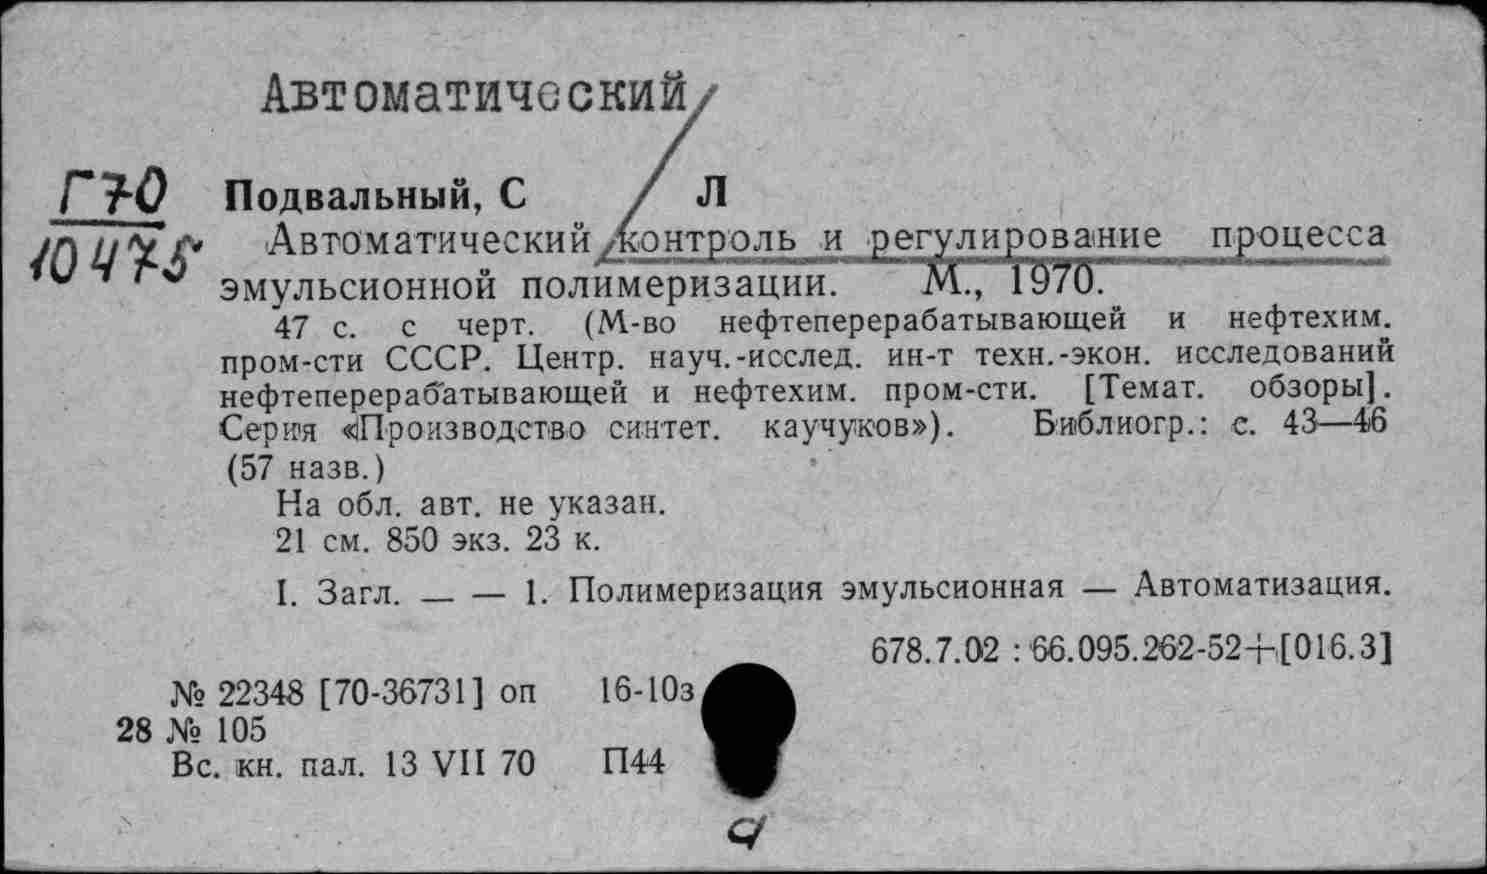 Автоматический/
Г70
10475
Подвальный, С Л
Автоматический контроль и регулирование процесса
эмульсионной полимеризации. М., 1970.
47 с. с черт. (М-во нефтеперерабатывающей и нефтехим.
пром-сти СССР. Центр. науч.-исслед. ин-т техн.-экон. исследований
нефтеперерабатывающей и нефтехим. пром-сти. [Темат. обзоры].
Серия «Производство синтет. каучуков»). Библиогр.: с. 43—46
(57 назв.)
На обл. авт. не указан.
21 см. 850 экз. 23 к.
I. Загл. — — 1. Полимеризация эмульсионная — Автоматизация.
678.7.02 : 66.095.262-52+[016.3]
№ 22348 [70-36731] оп 16-10з
28 № 105
Вс. кн. пал. 13 VII 70 П44